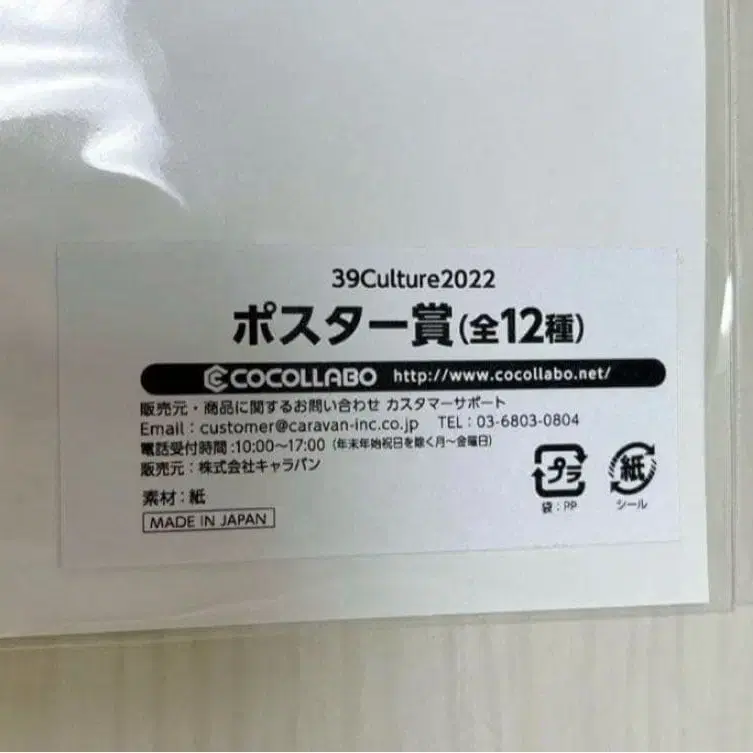 39Culture2022
ポスター賞(全12種)
COCOLLABO http://www.cocollabo.net/
販売元・商品に関するお問い合わせ カスタマーサポート
Email : customer@caravan-inc.co.jp TEL : 03-6803-0804
電話受付時間 :10:00～17:00 (年末年始祝日を除く月～金曜日)
販売元 : 株式会社キャラバン
素材 : 紙
MADE IN JAPAN
プラ
袋 : PP
紙
シール